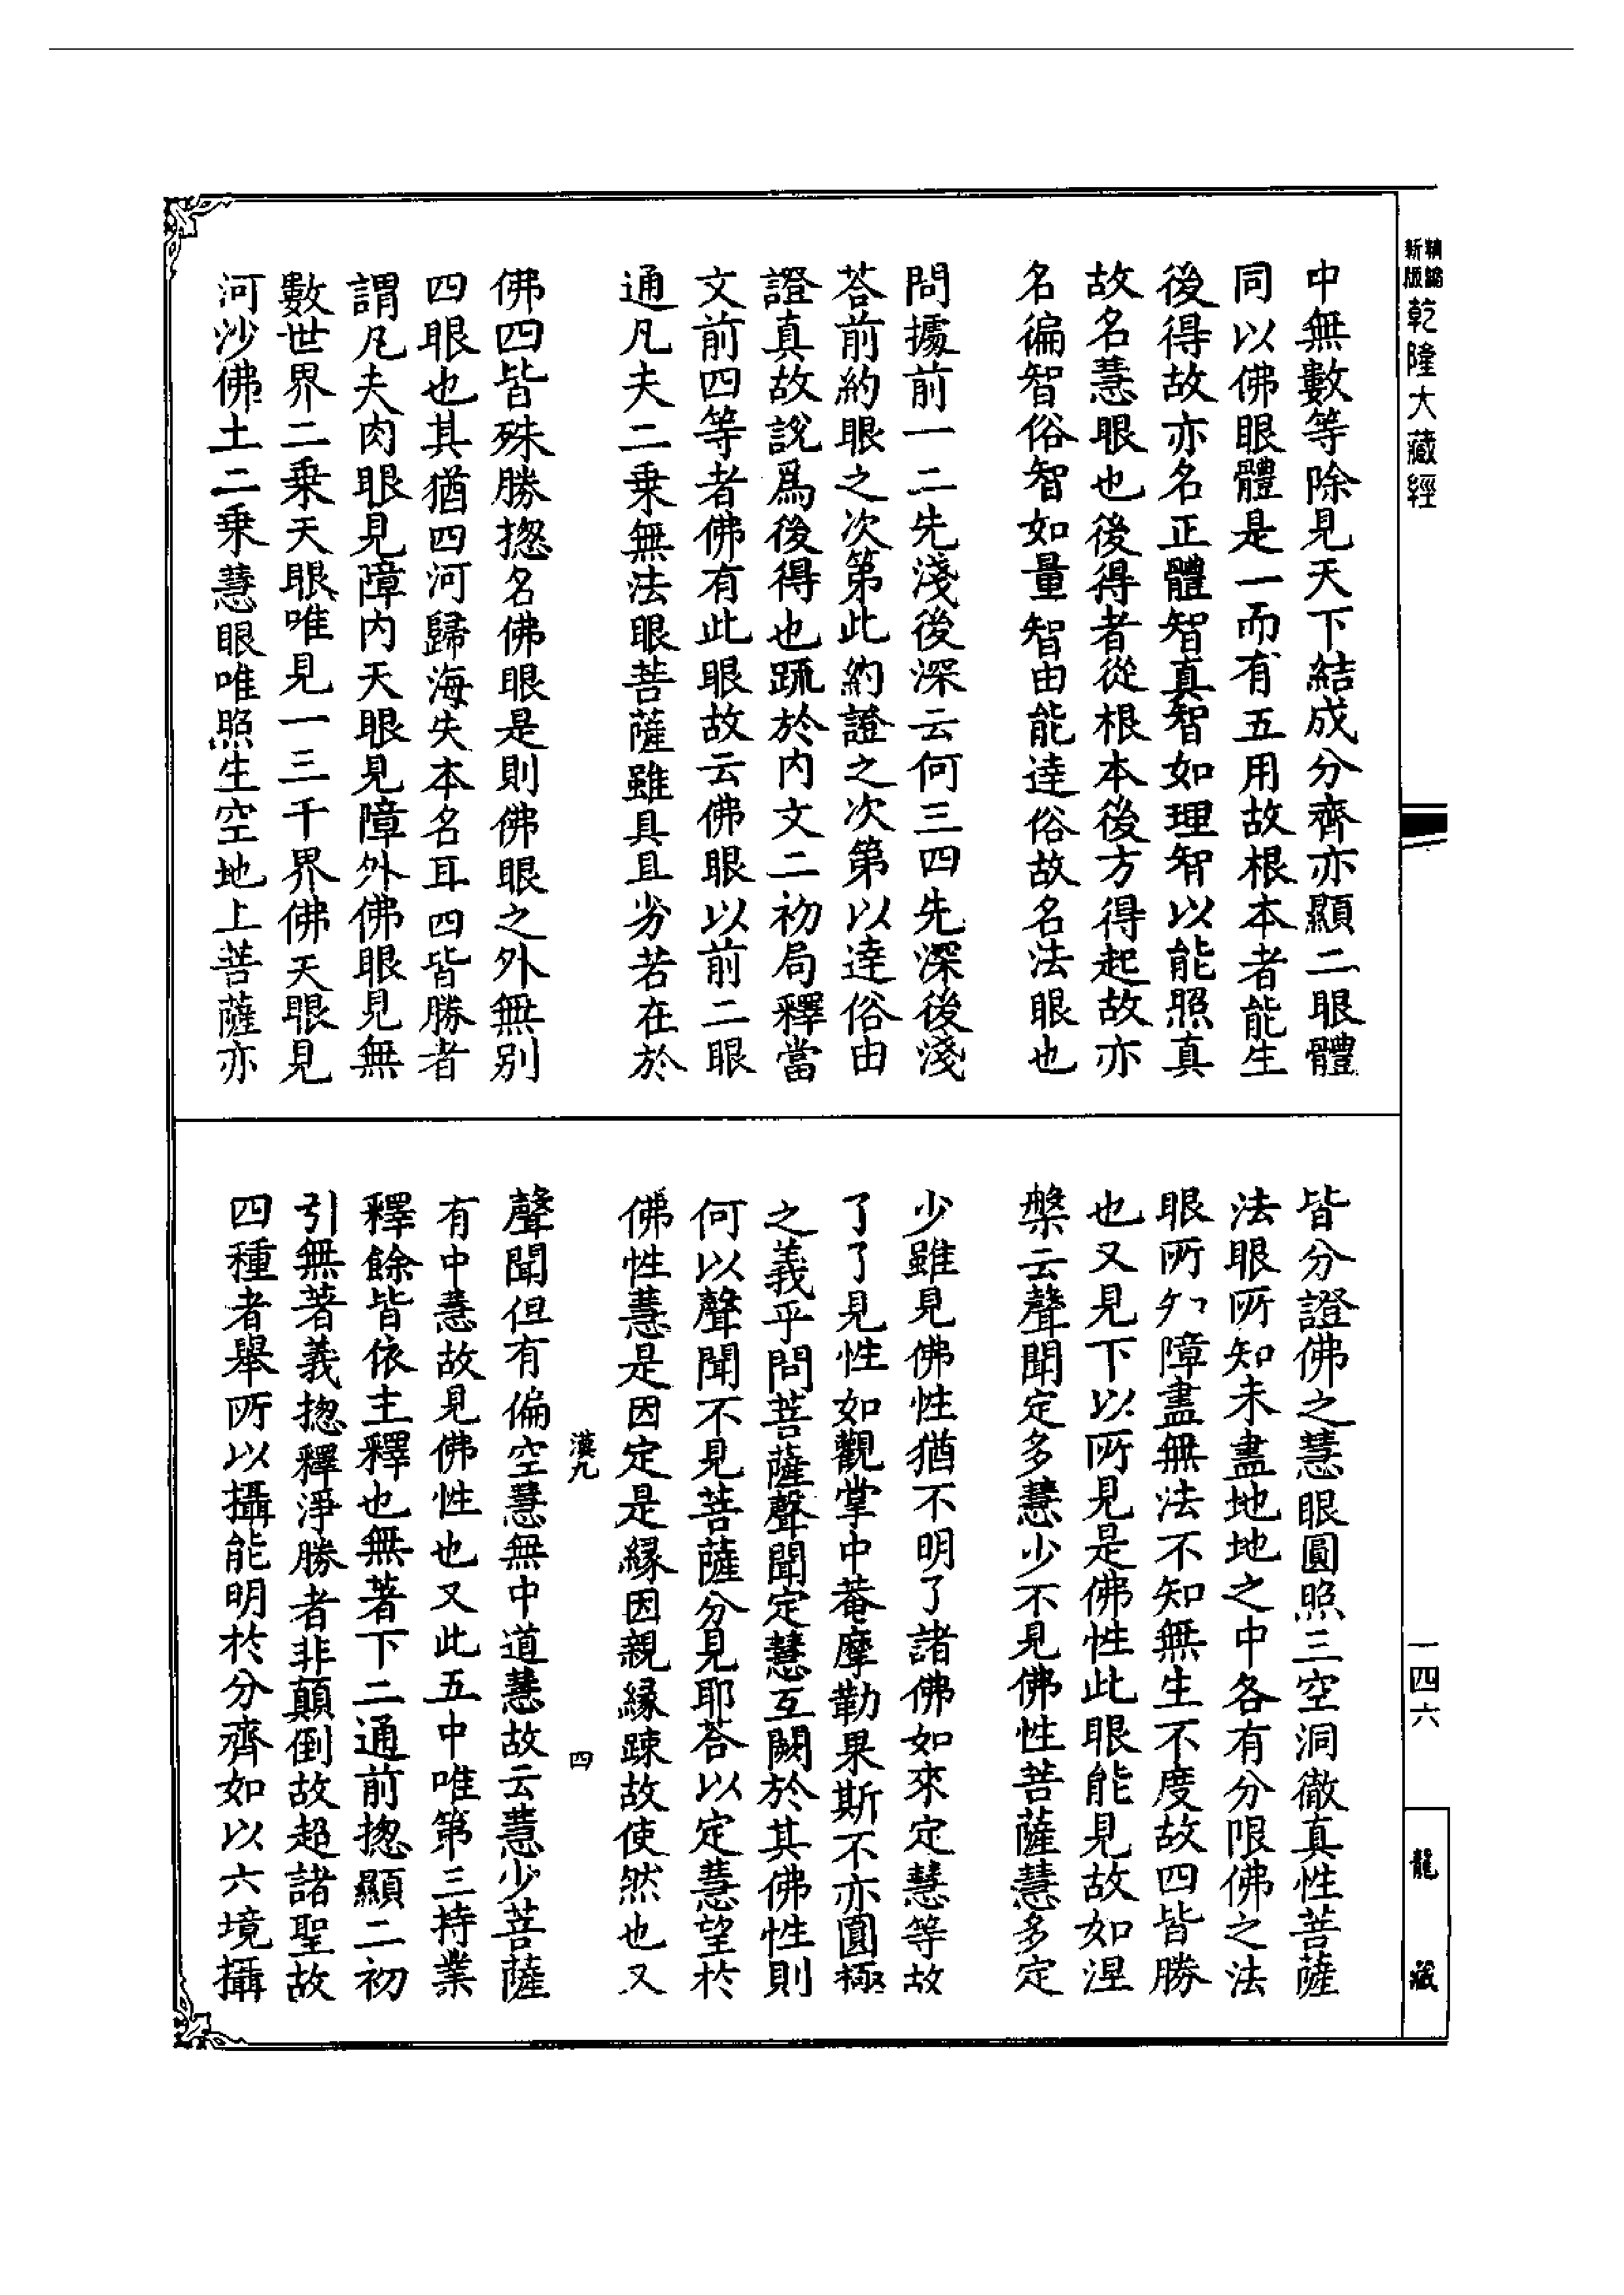 新版
精縮
乾隆大藏經
一四六
龍藏
中無數等除見天下結成分齊亦顯二眼體
同以佛眼體是一而有五用故根本者能生
後得故亦名正體智真智如理智以能照真
故名慧眼也後得者從根本後方得起故亦
名徧智俗智如量智由能達俗故名法眼也
問據前一二先淺後深云何三四先深後淺
荅前約眼之次第此約證之次第以達俗由
證真故說爲後得也䟽於内文二初局釋當
文前四等者佛有此眼故云佛眼以前二眼
通凡夫二乗無法眼菩薩雖具且劣若在於
佛四皆殊勝揔名佛眼是則佛眼之外無別
四眼也其猶四河歸海失本名耳四皆勝者
謂凡夫肉眼見障内天眼見障外佛眼見無
數世界二乗天眼唯見一三千界佛天眼見
河沙佛土二乗慧眼唯照生空地上菩薩亦
皆分證佛之慧眼圓照三空洞徹真性菩薩
法眼所知未盡地地之中各有分限佛之法
眼所知障盡無法不知無生不度故四皆勝
也又見下以所見是佛性此眼能見故如涅
槃云聲聞定多慧少不見佛性菩薩慧多定
少雖見佛性猶不明了諸佛如來定慧等故
了了見性如觀掌中菴摩勒果斯不亦圓極
之義乎問菩薩聲聞定慧互闕於其佛性則
何以聲聞不見菩薩分見耶荅以定慧望於
佛性慧是因定是緣因親緣踈故使然也又
漢九
四
聲聞但有偏空慧無中道慧故云慧少菩薩
有中慧故見佛性也又此五中唯第三持業
釋餘皆依主釋也無著下二通前揔顯二初
引無著義揔釋淨勝者非顛倒故超諸聖故
四種者舉所以攝能明於分齊如以六境攝